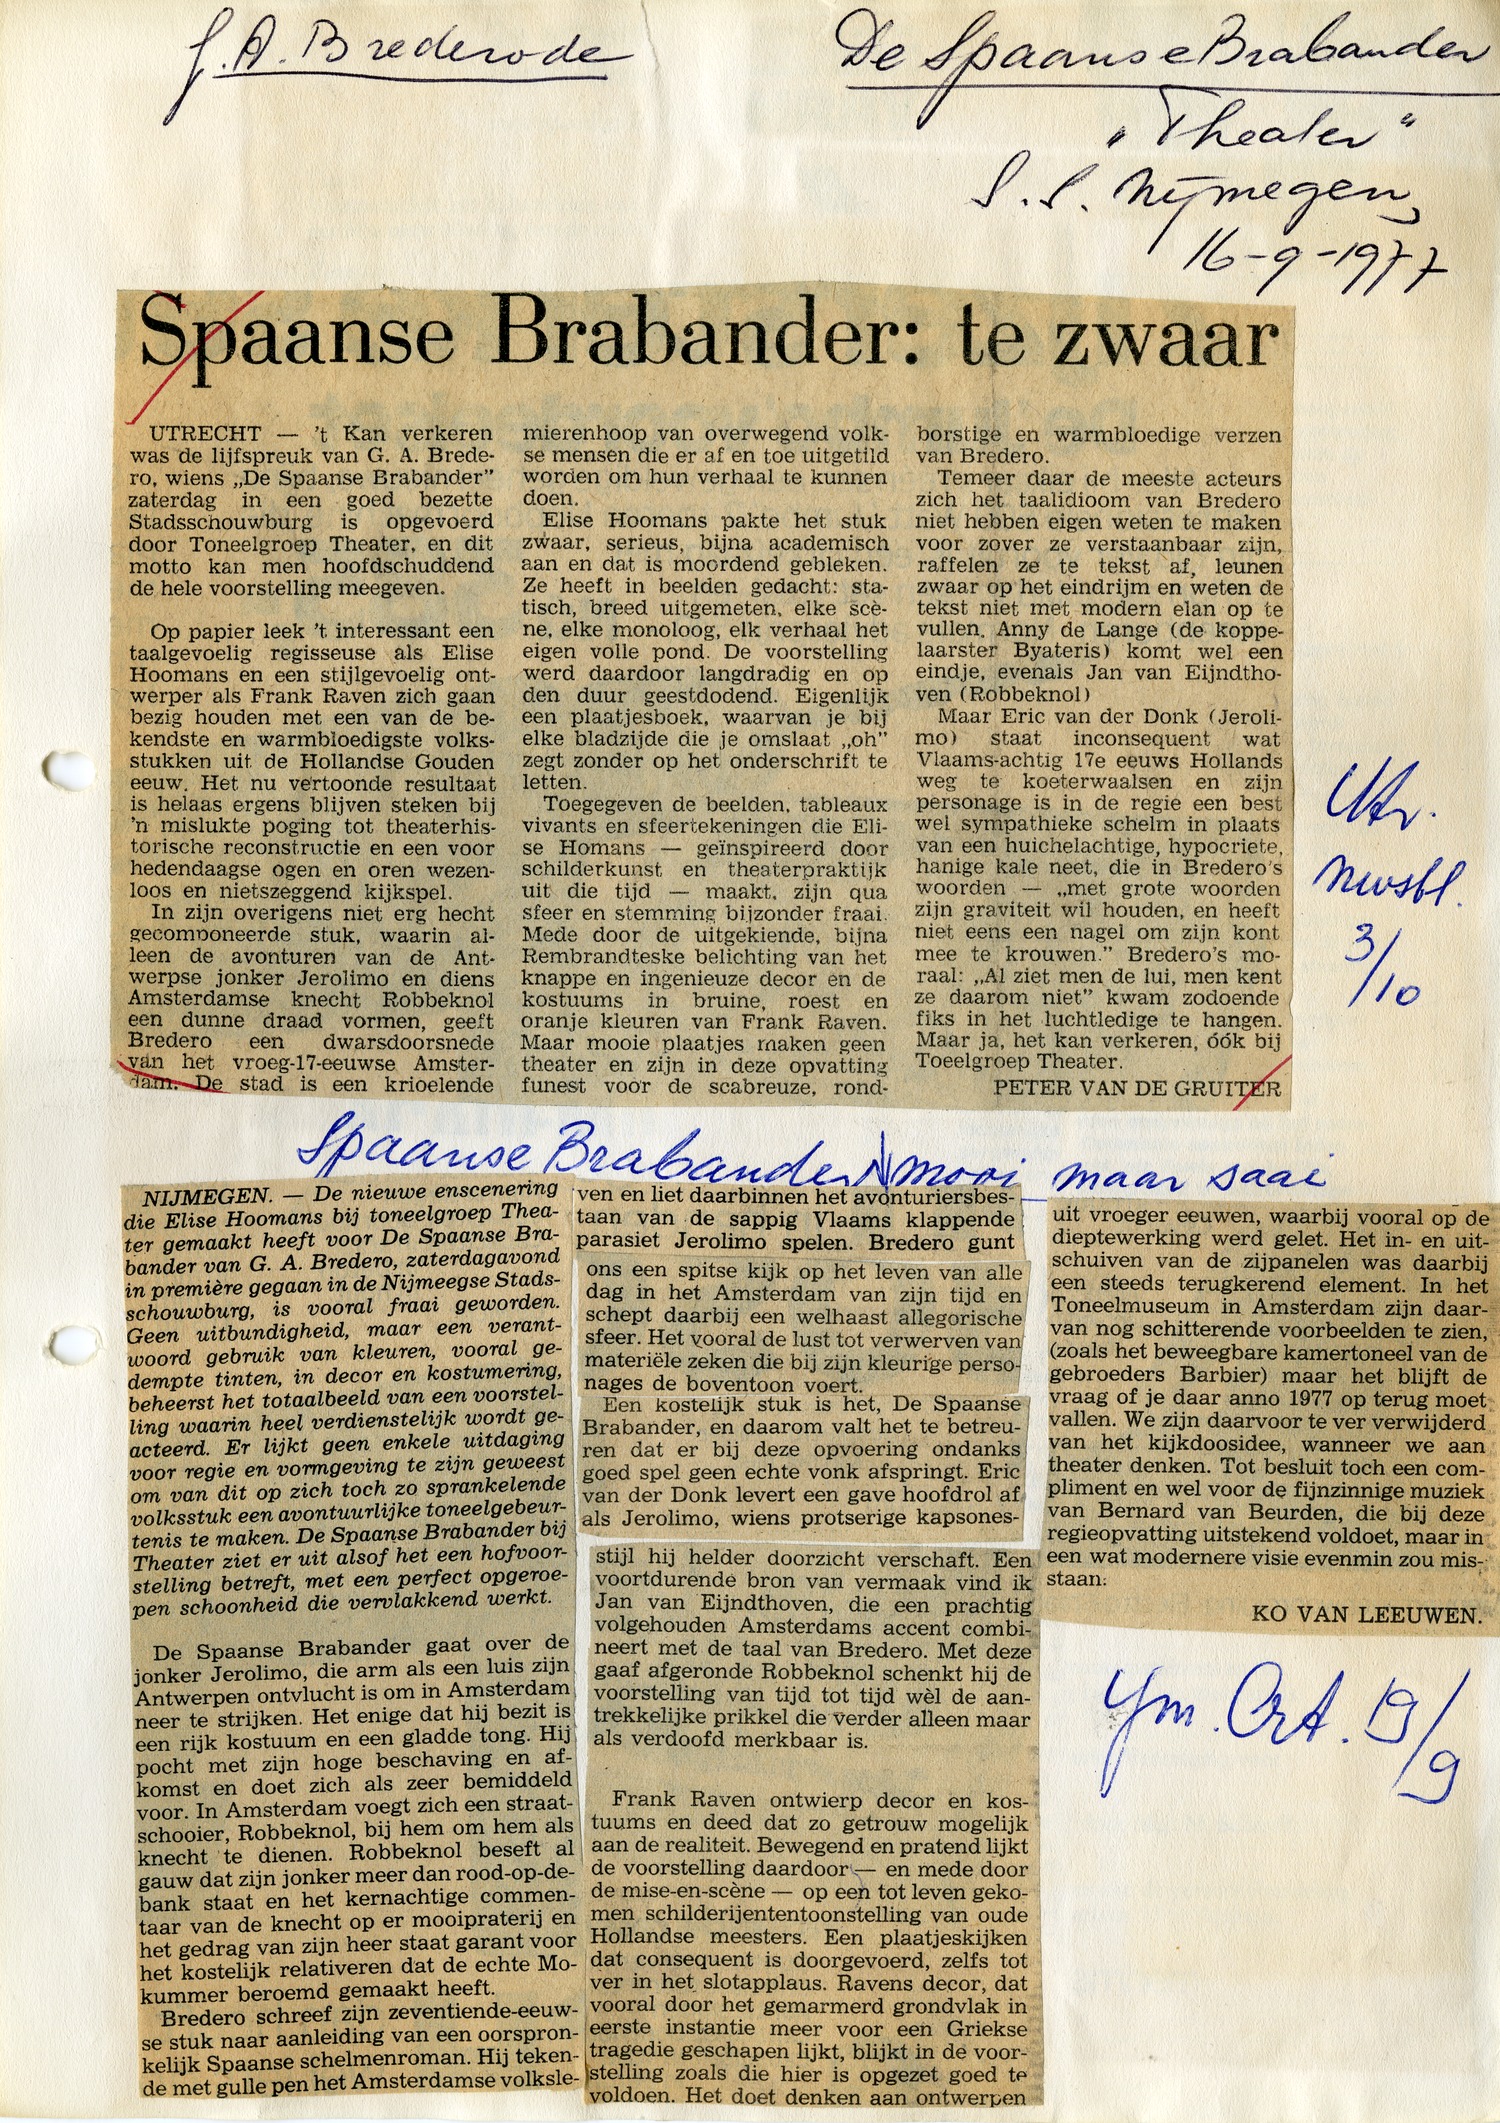 G. A. Brederode
De Spaanse Brabander
"Theater"
S.S. Nijmegen,
16-9-1977
Spaanse Brabander: te zwaar
UTRECHT — 't Kan verkeren
was de lijfspreuk van G. A. Brede-
ro, wiens „De Spaanse Brabander”
zaterdag in een goed bezette
Stadsschouwburg is opgevoerd
door Toneelgroep Theater, en dit
motto kan men hoofdschuddend
de hele voorstelling meegeven.
Op papier leek 't interessant een
taalgevoelig regisseuse als Elise
Hoomans en een stijlgevoelig ont-
werper als Frank Raven zich gaan
bezig houden met een van de be-
kendste en warmbloedigste volks-
stukken uit de Hollandse Gouden
eeuw. Het nu vertoonde resultaat
is helaas ergens blijven steken bij
'n mislukte poging tot theaterhis-
torische reconstructie en een voor
hedendaagse ogen en oren wezen-
loos en nietszeggend kijkspel.
In zijn overigens niet erg hecht
gecomponeerde stuk, waarin al-
leen de avonturen van de Ant-
werpse jonker Jerolimo en diens
Amsterdamse knecht Robbeknol
een dunne draad vormen, geeft
Bredero een dwarsdoorsnede
van het vroeg-17-eeuwse Amster-
dam. De stad is een krioelende
mierenhoop van overwegend volk-
se mensen die er af en toe uitgetild
worden om hun verhaal te kunnen
doen.
Elise Hoomans pakte het stuk
zwaar, serieus, bijna academisch
aan en dat is moordend gebleken.
Ze heeft in beelden gedacht: sta-
tisch, breed uitgemeten, elke scè-
ne, elke monoloog, elk verhaal het
eigen volle pond. De voorstelling
werd daardoor langdradig en op
den duur geestdodend. Eigenlijk
een plaatjesboek, waarvan je bij
elke bladzijde die je omslaat „oh”
zegt zonder op het onderschrift te
letten.
Toegegeven de beelden, tableaux
vivants en sfeertekeningen die Eli-
se Homans — geïnspireerd door
schilderkunst en theaterpraktijk
uit die tijd — maakt, zijn qua
sfeer en stemming bijzonder fraai.
Mede door de uitgekiende, bijna
Rembrandteske belichting van het
knappe en ingenieuze decor en de
kostuums in bruine, roest en
oranje kleuren van Frank Raven.
Maar mooie plaatjes maken geen
theater en zijn in deze opvatting
funest voor de scabreuze, rond-
borstige en warmbloedige verzen
van Bredero.
Temeer daar de meeste acteurs
zich het taalidioom van Bredero
niet hebben eigen weten te maken
voor zover ze verstaanbaar zijn,
raffelen ze te tekst af, leunen
zwaar op het eindrijm en weten de
tekst niet met modern elan op te
vullen. Anny de Lange (de koppe-
laarster Byateris) komt wel een
eindje, evenals Jan van Eijndtho-
ven (Robbeknol)
Maar Eric van der Donk (Jeroli-
mo) staat inconsequent wat
Vlaams-achtig 17e eeuws Hollands
weg te koeterwaalsen en zijn
personage is in de regie een best
wel sympathieke schelm in plaats
van een huichelachtige, hypocriete,
hanige kale neet, die in Bredero's
woorden — „met grote woorden
zijn graviteit wil houden, en heeft
niet eens een nagel om zijn kont
mee te krouwen.” Bredero's mo-
raal: „Al ziet men de lui, men kent
ze daarom niet” kwam zodoende
fiks in het luchtledige te hangen.
Maar ja, het kan verkeren, óók bij
Toeelgroep Theater.
PETER VAN DE GRUITER
Utr.
nwsbl.
3/10
Spaanse Brabander mooi maar saai
NIJMEGEN. — De nieuwe enscenering
die Elise Hoomans bij toneelgroep Thea-
ter gemaakt heeft voor De Spaanse Bra-
bander van G. A. Bredero, zaterdagavond
in première gegaan in de Nijmeegse Stads-
schouwburg, is vooral fraai geworden.
Geen uitbundigheid, maar een verant-
woord gebruik van kleuren, vooral ge-
dempte tinten, in decor en kostumering,
beheerst het totaalbeeld van een voorstel-
ling waarin heel verdienstelijk wordt ge-
acteerd. Er lijkt geen enkele uitdaging
voor regie en vormgeving te zijn geweest
om van dit op zich toch zo sprankelende
volksstuk een avontuurlijke toneelgebeur-
tenis te maken. De Spaanse Brabander bij
Theater ziet er uit alsof het een hofvoor-
stelling betreft, met een perfect opgeroe-
pen schoonheid die vervlakkend werkt.
De Spaanse Brabander gaat over de
jonker Jerolimo, die arm als een luis zijn
Antwerpen ontvlucht is om in Amsterdam
neer te strijken. Het enige dat hij bezit is
een rijk kostuum en een gladde tong. Hij
pocht met zijn hoge beschaving en af-
komst en doet zich als zeer bemiddeld
voor. In Amsterdam voegt zich een straat-
schooier, Robbeknol, bij hem om hem als
knecht te dienen. Robbeknol beseft al
gauw dat zijn jonker meer dan rood-op-de-
bank staat en het kernachtige commen-
taar van de knecht op er mooipraterij en
het gedrag van zijn heer staat garant voor
het kostelijk relativeren dat de echte Mo-
kummer beroemd gemaakt heeft.
Bredero schreef zijn zeventiende-eeuw-
se stuk naar aanleiding van een oorspron-
kelijk Spaanse schelmenroman. Hij teken-
de met gulle pen het Amsterdamse volksle-
ven en liet daarbinnen het avonturiersbes-
taan van de sappig Vlaams klappende
parasiet Jerolimo spelen. Bredero gunt
ons een spitse kijk op het leven van alle
dag in het Amsterdam van zijn tijd en
schept daarbij een welhaast allegorische
sfeer. Het vooral de lust tot verwerven van
materiële zeken die bij zijn kleurige perso-
nages de boventoon voert.
Een kostelijk stuk is het, De Spaanse
Brabander, en daarom valt het te betreu-
ren dat er bij deze opvoering ondanks
goed spel geen echte vonk afspringt. Eric
van der Donk levert een gave hoofdrol af
als Jerolimo, wiens protserige kapsones-
stijl hij helder doorzicht verschaft. Een
voortdurende bron van vermaak vind ik
Jan van Eijndthoven, die een prachtig
volgehouden Amsterdams accent combi-
neert met de taal van Bredero. Met deze
gaaf afgeronde Robbeknol schenkt hij de
voorstelling van tijd tot tijd wèl de aan-
trekkelijke prikkel die verder alleen maar
als verdoofd merkbaar is.
Frank Raven ontwierp decor en kos-
tuums en deed dat zo getrouw mogelijk
aan de realiteit. Bewegend en pratend lijkt
de voorstelling daardoor — en mede door
de mise-en-scène — op een tot leven geko-
men schilderijententoonstelling van oude
Hollandse meesters. Een plaatjeskijken
dat consequent is doorgevoerd, zelfs tot
ver in het slotapplaus. Ravens decor, dat
vooral door het gemarmerd grondvlak in
eerste instantie meer voor een Griekse
tragedie geschapen lijkt, blijkt in de voor-
stelling zoals die hier is opgezet goed te
voldoen. Het doet denken aan ontwerpen
uit vroeger eeuwen, waarbij vooral op de
dieptewerking werd gelet. Het in- en uit-
schuiven van de zijpanelen was daarbij
een steeds terugkerend element. In het
Toneelmuseum in Amsterdam zijn daar-
van nog schitterende voorbeelden te zien,
(zoals het beweegbare kamertoneel van de
gebroeders Barbier) maar het blijft de
vraag of je daar anno 1977 op terug moet
vallen. We zijn daarvoor te ver verwijderd
van het kijkdoosidee, wanneer we aan
theater denken. Tot besluit toch een com-
pliment en wel voor de fijnzinnige muziek
van Bernard van Beurden, die bij deze
regieopvatting uitstekend voldoet, maar in
een wat modernere visie evenmin zou mis-
staan.
KO VAN LEEUWEN.
Ym. Crt. 19/9